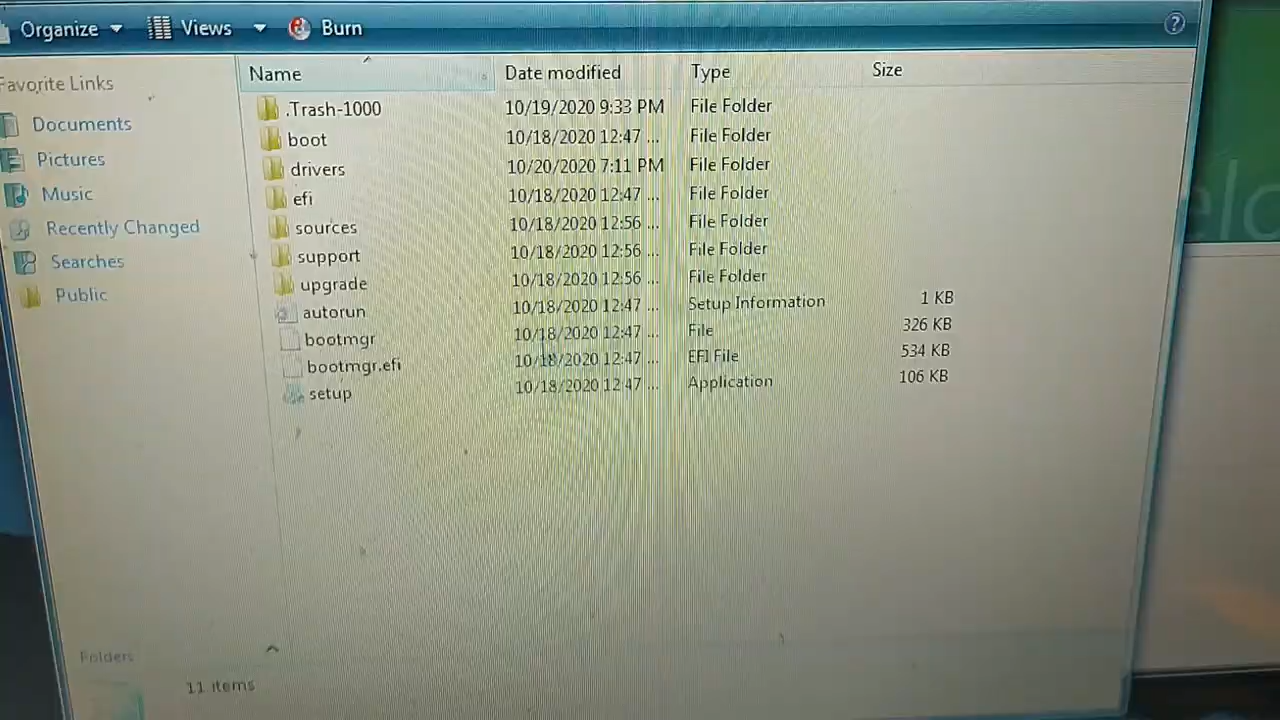 Organize Views Burn
Favorite Links
Documents
Pictures
Music
Recently Changed
Searches
Public
Folders
Name Date modified Type Size
.Trash-1000 10/19/2020 9:33 PM File Folder
boot 10/18/2020 12:47 ... File Folder
drivers 10/20/2020 7:11 PM File Folder
efi 10/18/2020 12:47 ... File Folder
sources 10/18/2020 12:56 ... File Folder
support 10/18/2020 12:56 ... File Folder
upgrade 10/18/2020 12:56 ... File Folder
autorun 10/18/2020 12:47 ... Setup Information 1 KB
bootmgr 10/18/2020 12:47 ... File 326 KB
bootmgr.efi 10/18/2020 12:47 ... EFI File 534 KB
setup 10/18/2020 12:47 ... Application 106 KB
11 items